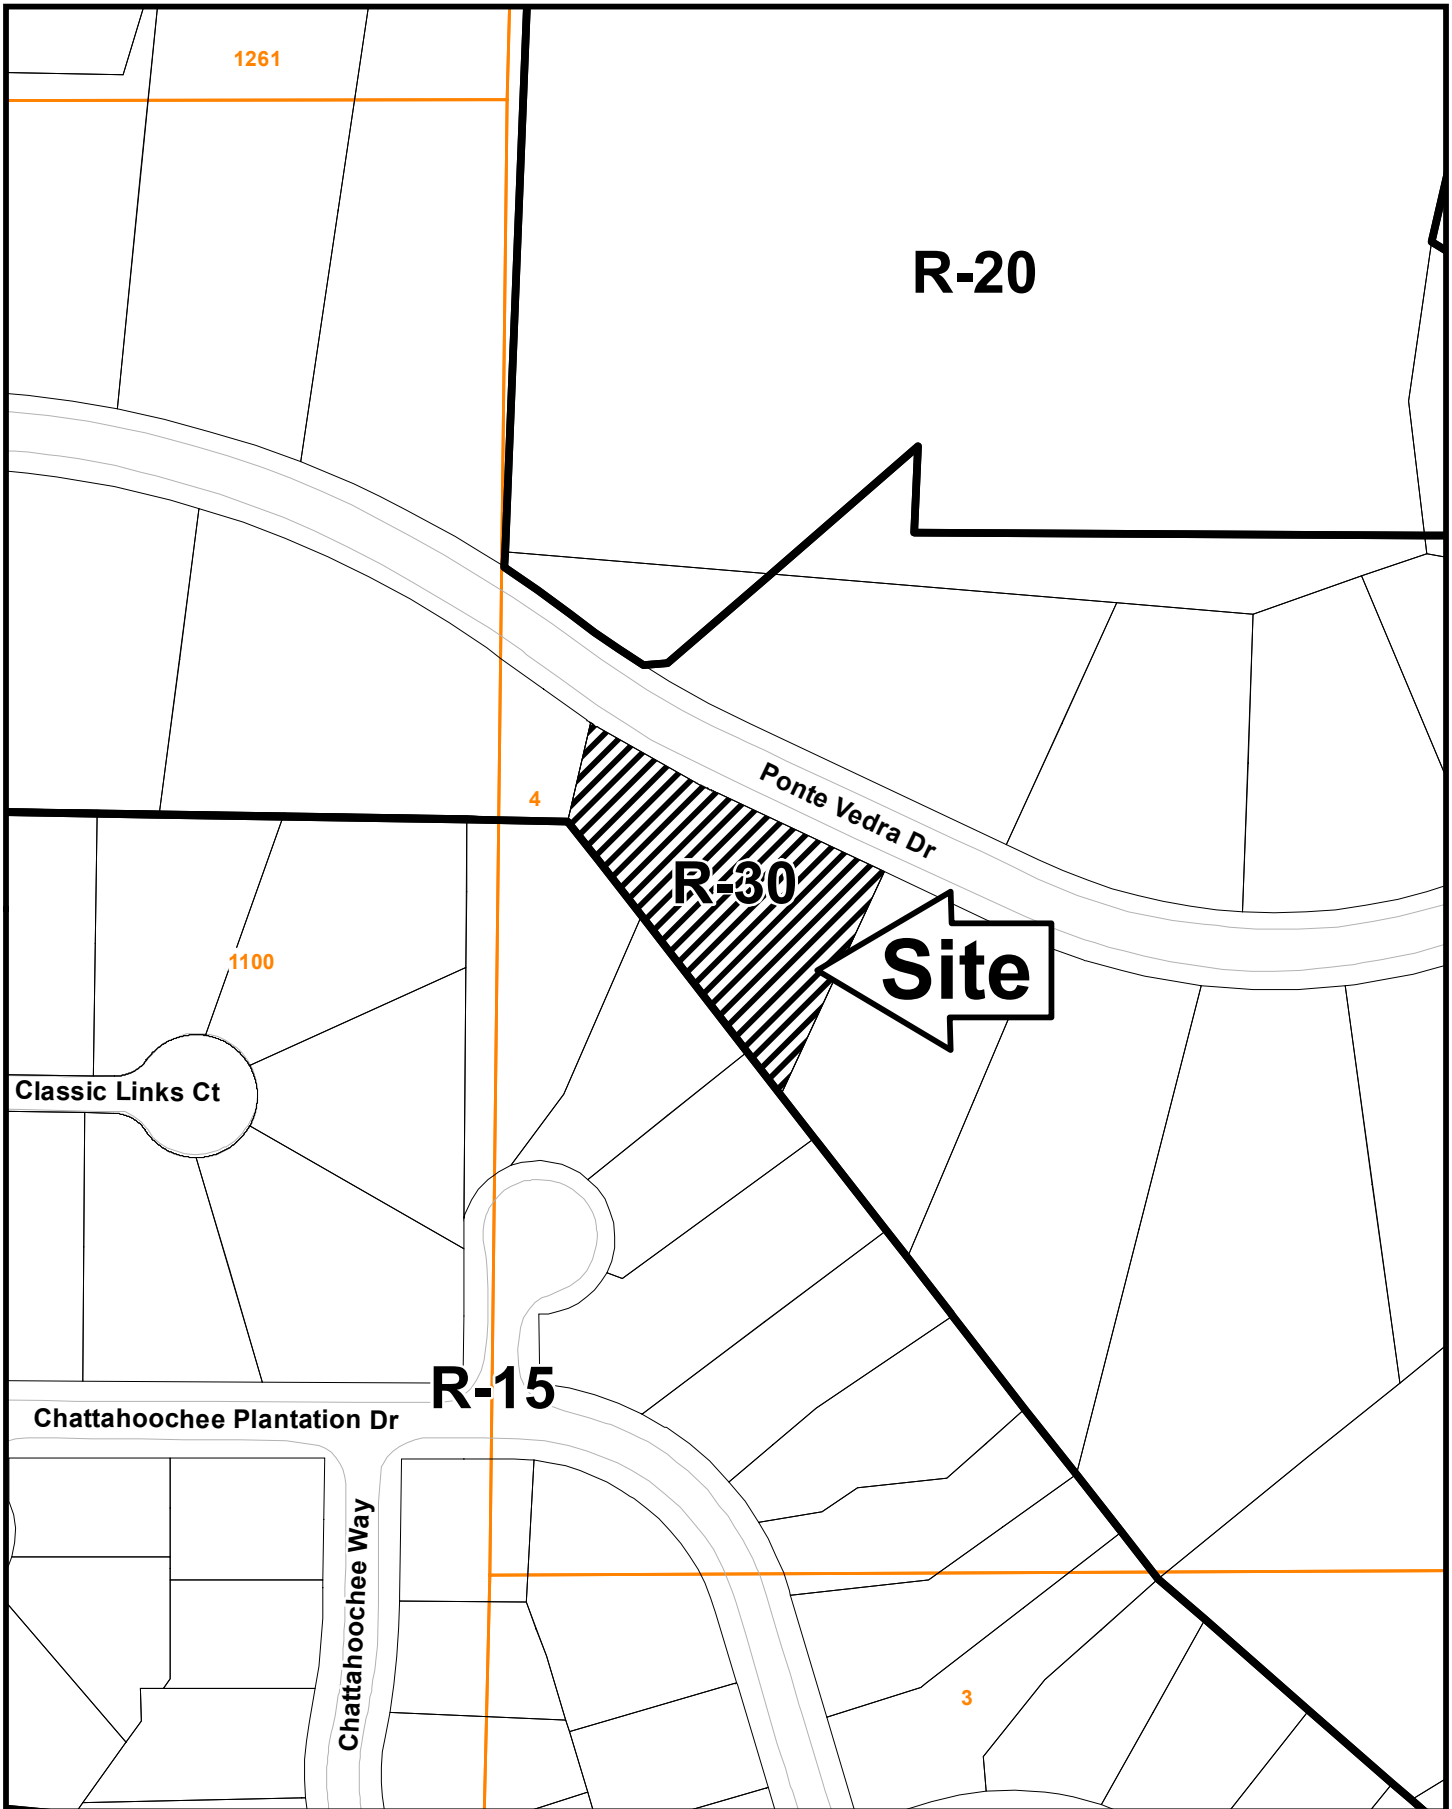 1261
R-20
Ponte Vedra Dr
4
R-30
Site
1100
Classic Links Ct
R-15
Chattahoochee Plantation Dr
Chattahoochee Way
3